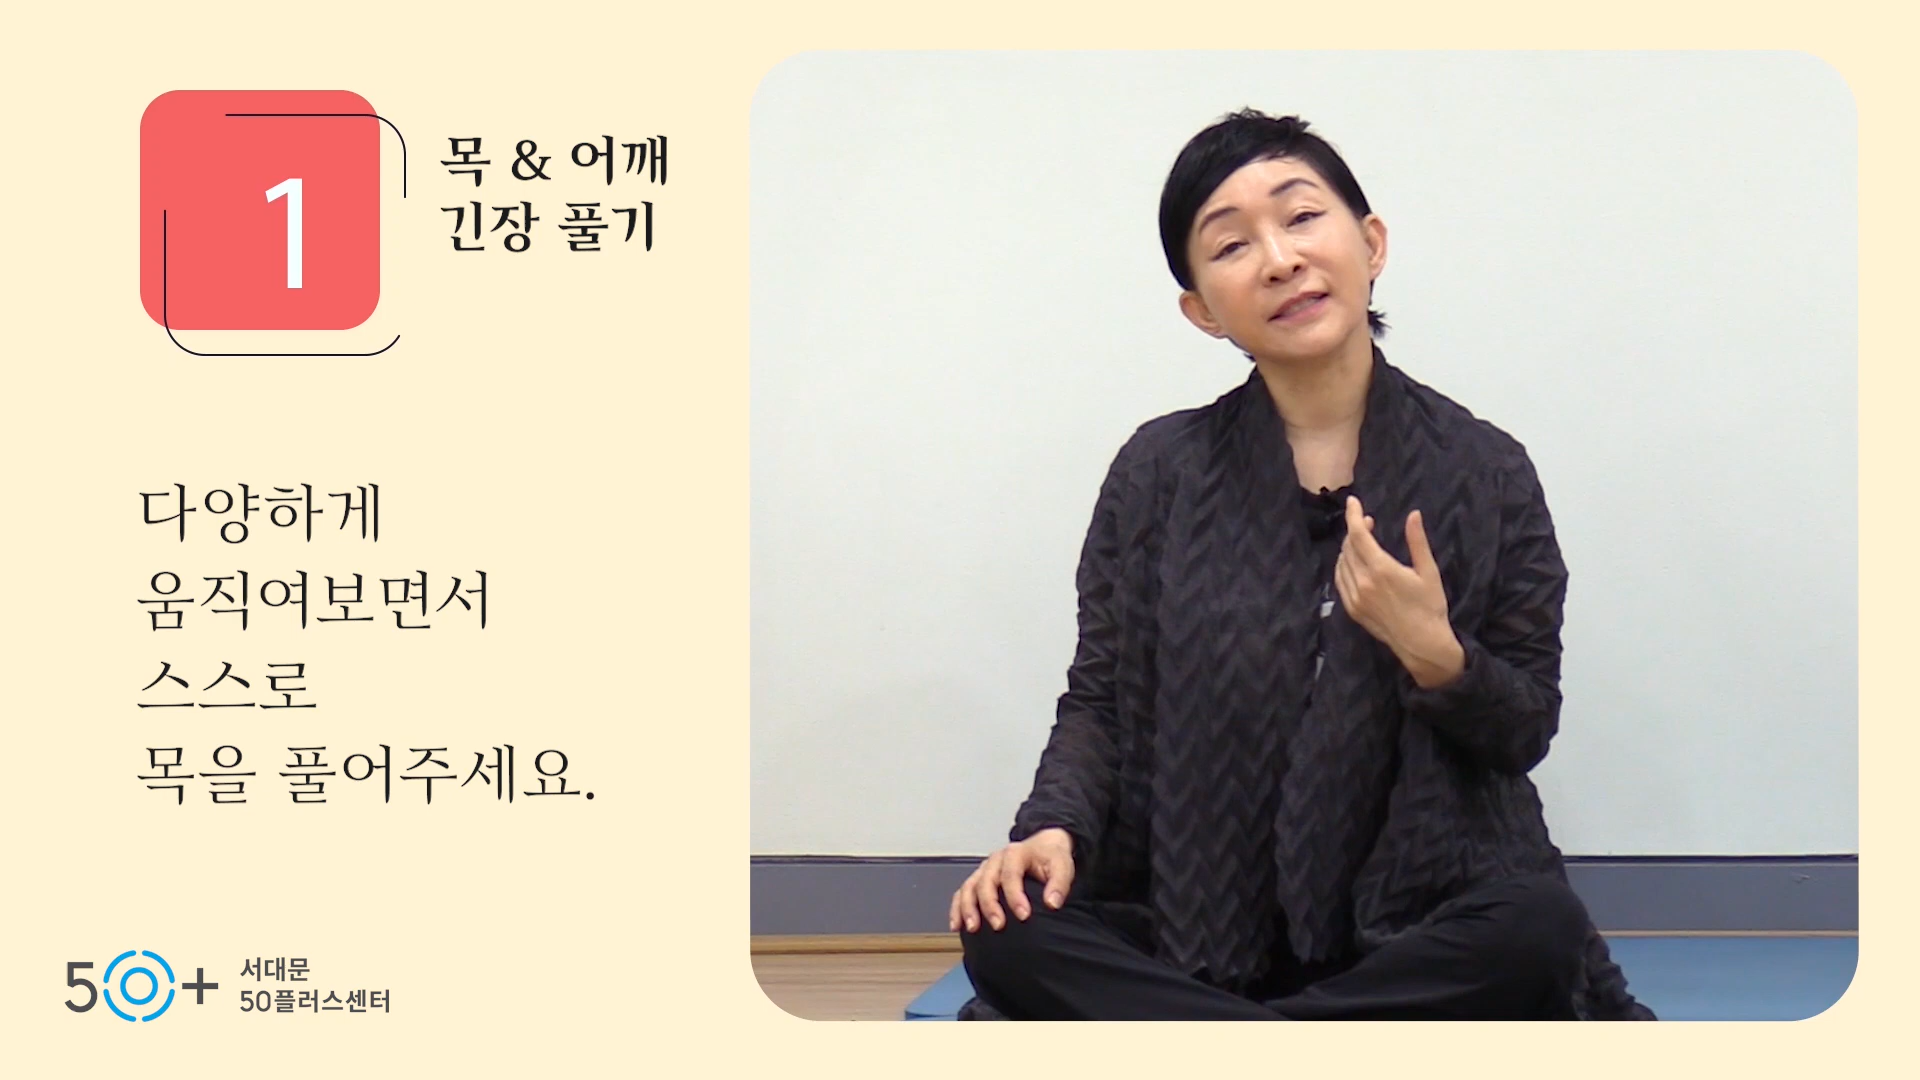 1
목 & 어깨
긴장 풀기
다양하게
움직여보면서
스스로
목을 풀어주세요.
50+
서대문
50플러스센터